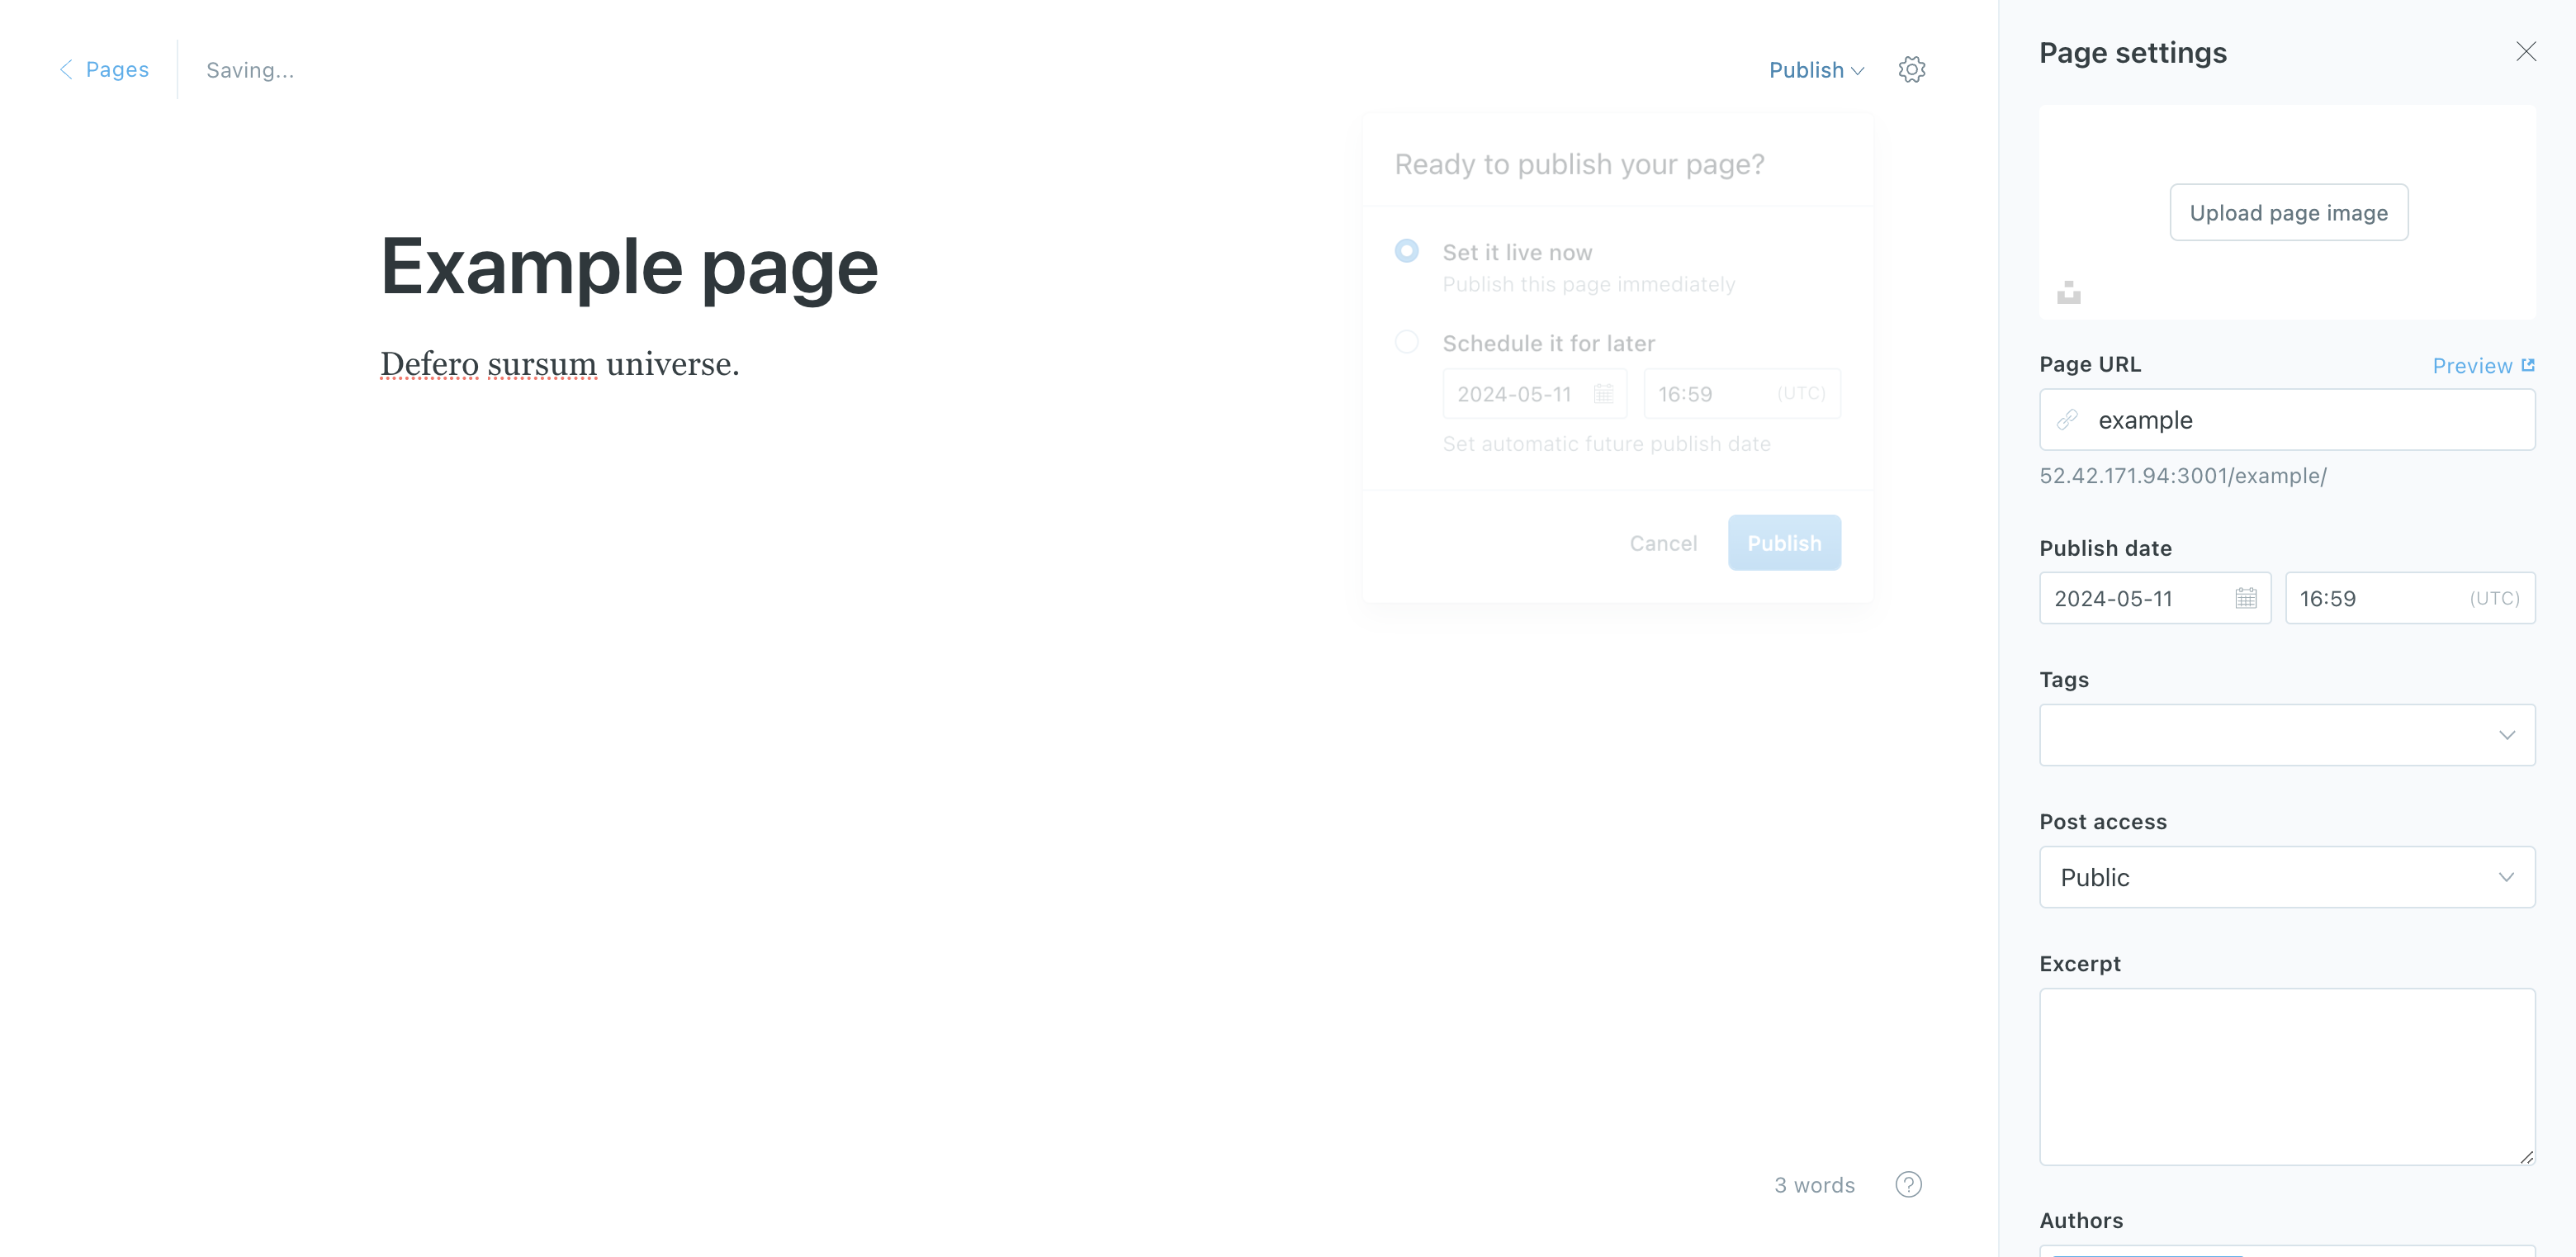 Pages
Saving...
Publish
Ready to publish your page?
Set it live now
Publish this page immediately
Schedule it for later
2024-05-11
16:59
(UTC)
Set automatic future publish date
Cancel
Publish
Example page
Defero sursum universe.
3 words
Page settings
Upload page image
Page URL
Preview
example
52.42.171.94:3001/example/
Publish date
2024-05-11
16:59
(UTC)
Tags
Post access
Public
Excerpt
Authors